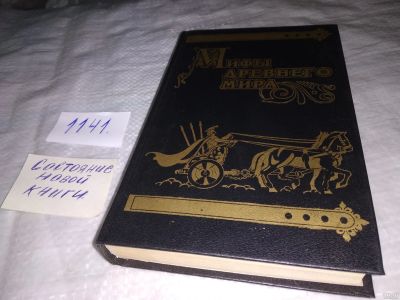 Мифы
древнего
мира
1141.
Состояние
новой
книги